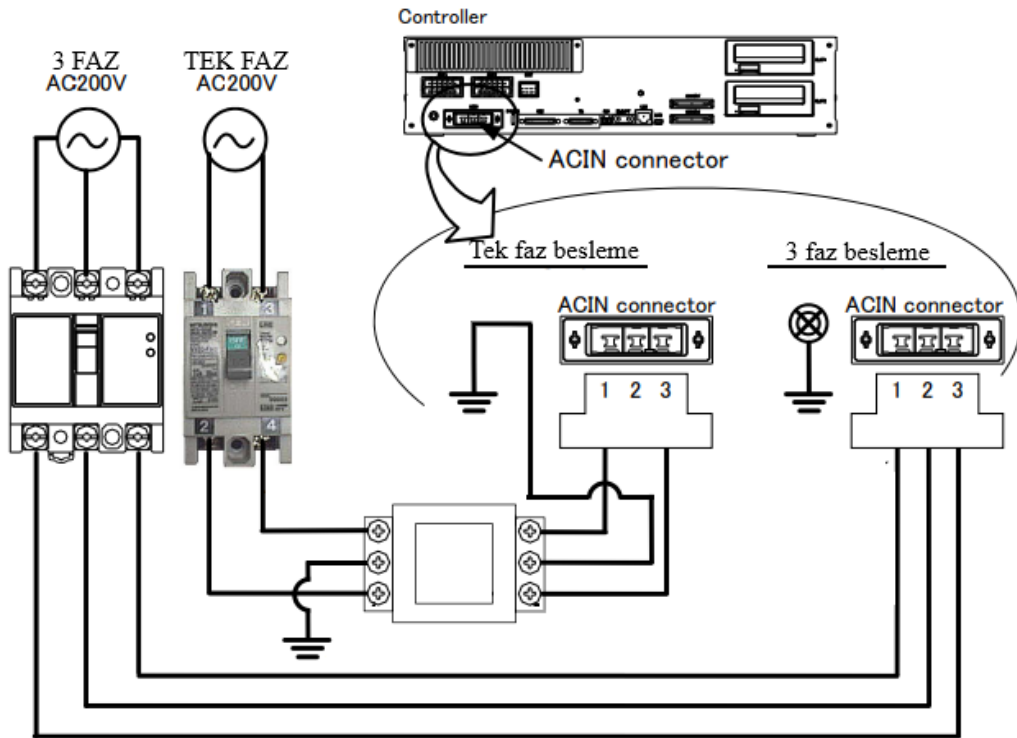 Controller
3 FAZ
AC200V
TEK FAZ
AC200V
ACIN connector
Tek faz besleme
3 faz besleme
ACIN connector
ACIN connector
1 2 3
1 2 3
1
3
2
4